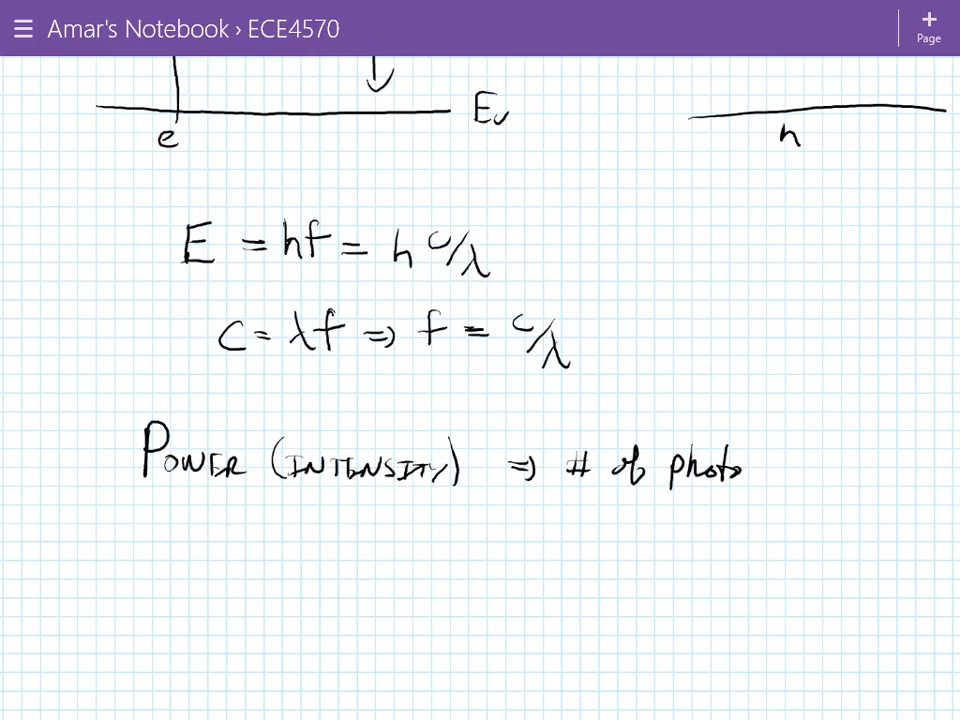 Amar's Notebook › ECE4570
Page
Ev
e
h
E = hf = h c/λ
c = λf ⇒ f = c/λ
POWER (INTENSITY) ⇒ # of photo